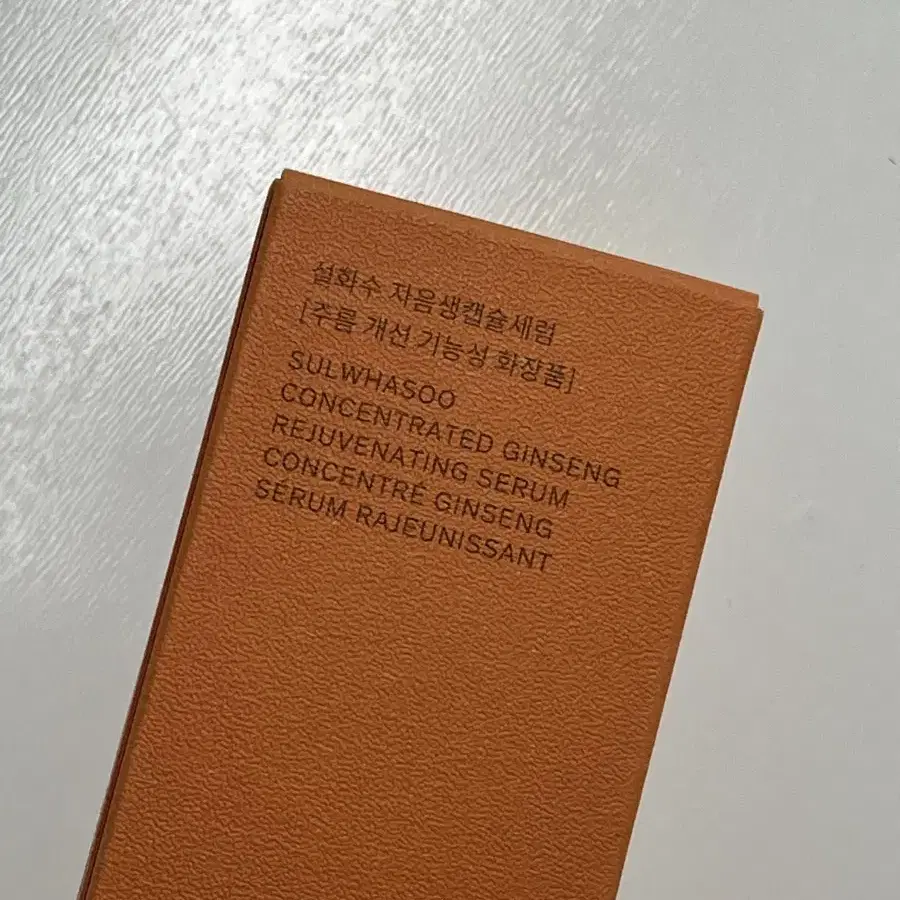 설화수 자음생캡슐세럼
[주름 개선 기능성 화장품]
SULWHASOO
CONCENTRATED GINSENG
REJUVENATING SERUM
CONCENTRÉ GINSENG
SÉRUM RAJEUNISSANT